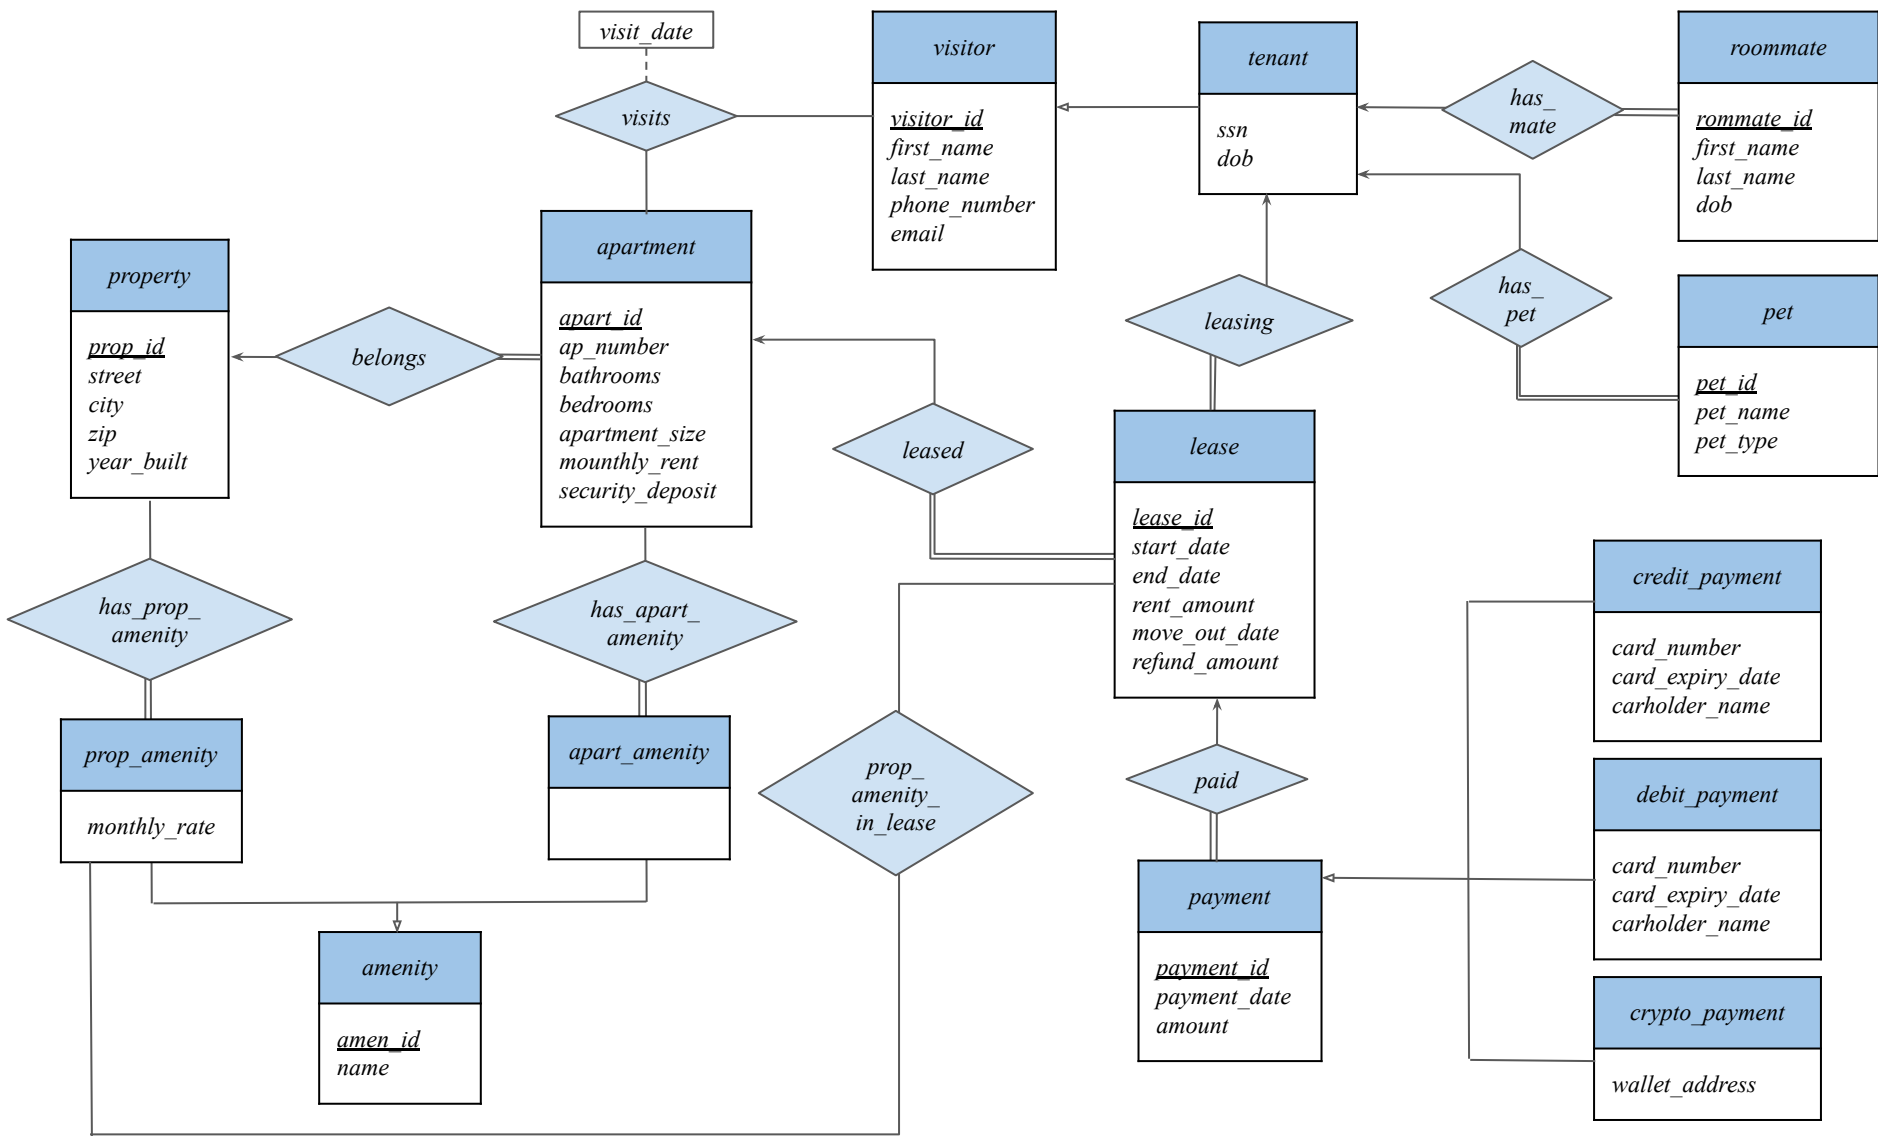 visit_date
visits
visitor
visitor_id
first_name
last_name
phone_number
email
tenant
ssn
dob
has_
mate
roommate
rommate_id
first_name
last_name
dob
property
prop_id
street
city
zip
year_built
belongs
apartment
apart_id
ap_number
bathrooms
bedrooms
apartment_size
mounthly_rent
security_deposit
leased
leasing
has_
pet
pet
pet_id
pet_name
pet_type
lease
lease_id
start_date
end_date
rent_amount
move_out_date
refund_amount
has_prop_
amenity
has_apart_
amenity
prop_amenity
monthly_rate
apart_amenity
prop_
amenity_
in_lease
paid
amenity
amen_id
name
payment
payment_id
payment_date
amount
credit_payment
card_number
card_expiry_date
carholder_name
debit_payment
card_number
card_expiry_date
carholder_name
crypto_payment
wallet_address